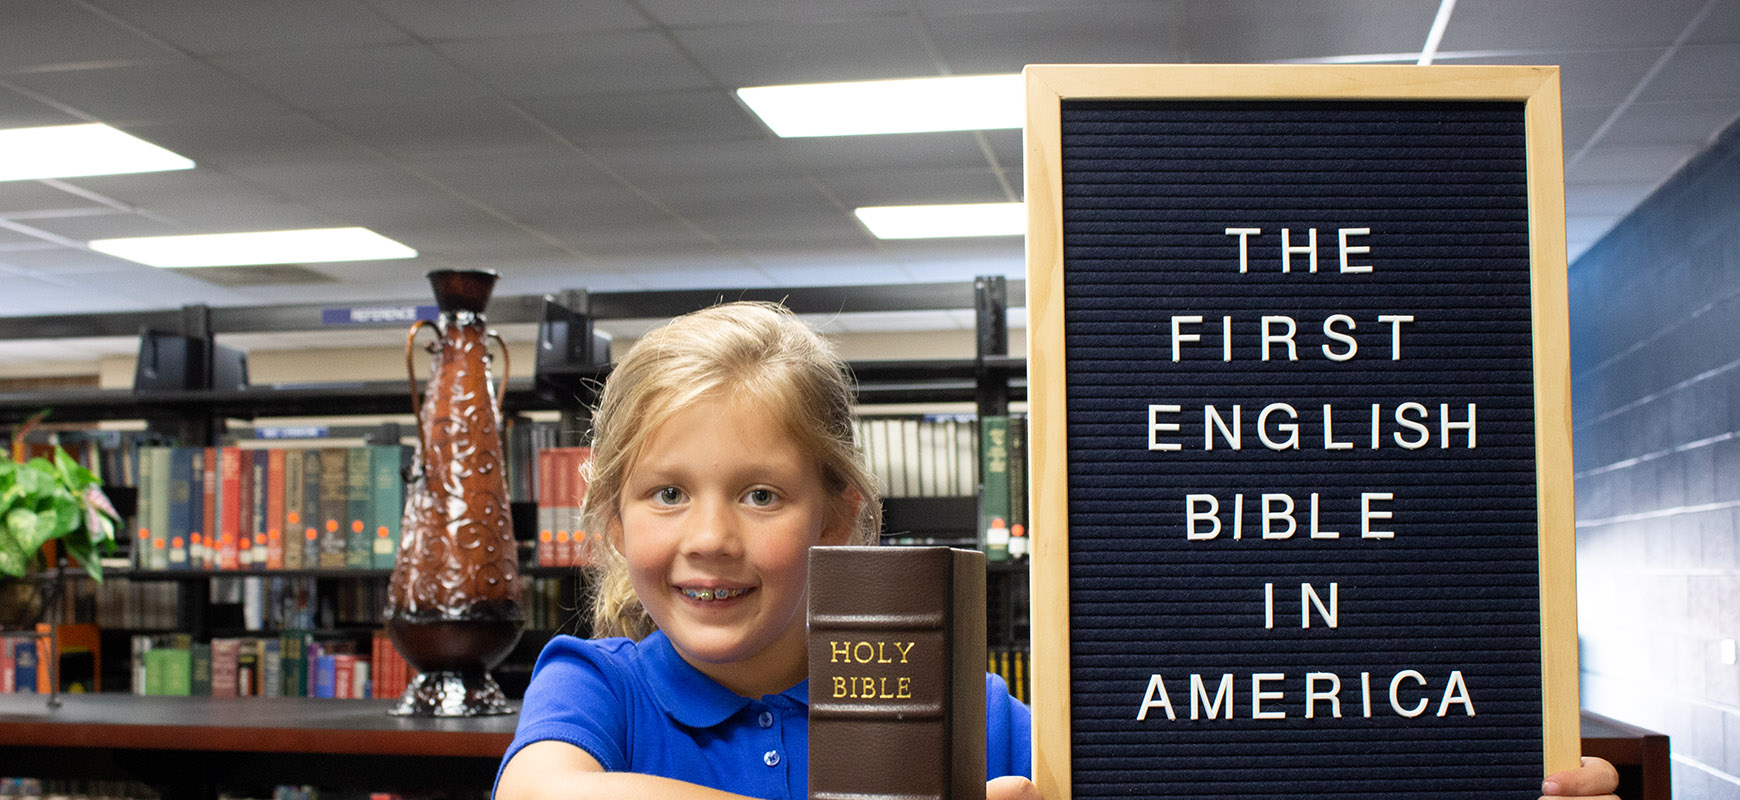 REFERENCE
HOLY
BIBLE
THE
FIRST
ENGLISH
BIBLE
IN
AMERICA